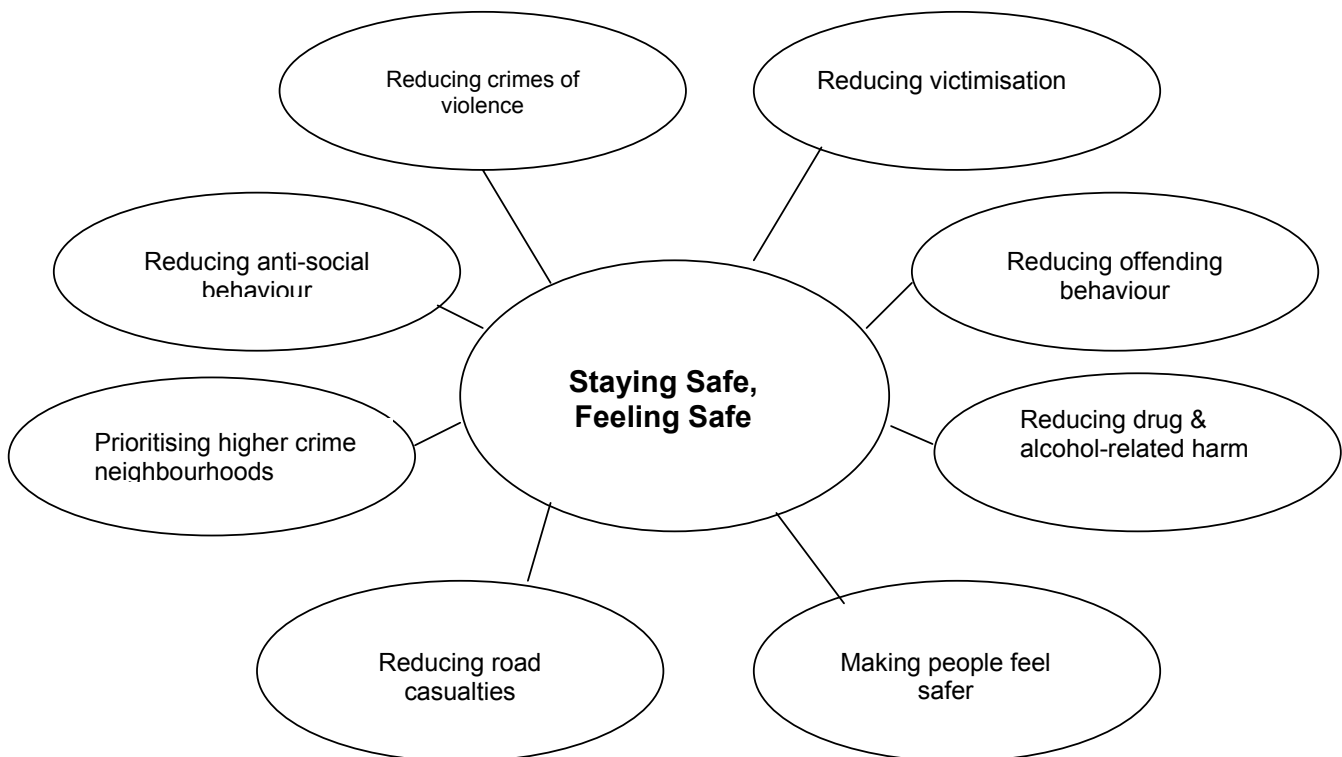 Reducing crimes of
violence
Reducing victimisation
Reducing anti-social
behaviour
Reducing offending
behaviour
Staying Safe,
Feeling Safe
Prioritising higher crime
neighbourhoods
Reducing drug &
alcohol-related harm
Reducing road
casualties
Making people feel
safer